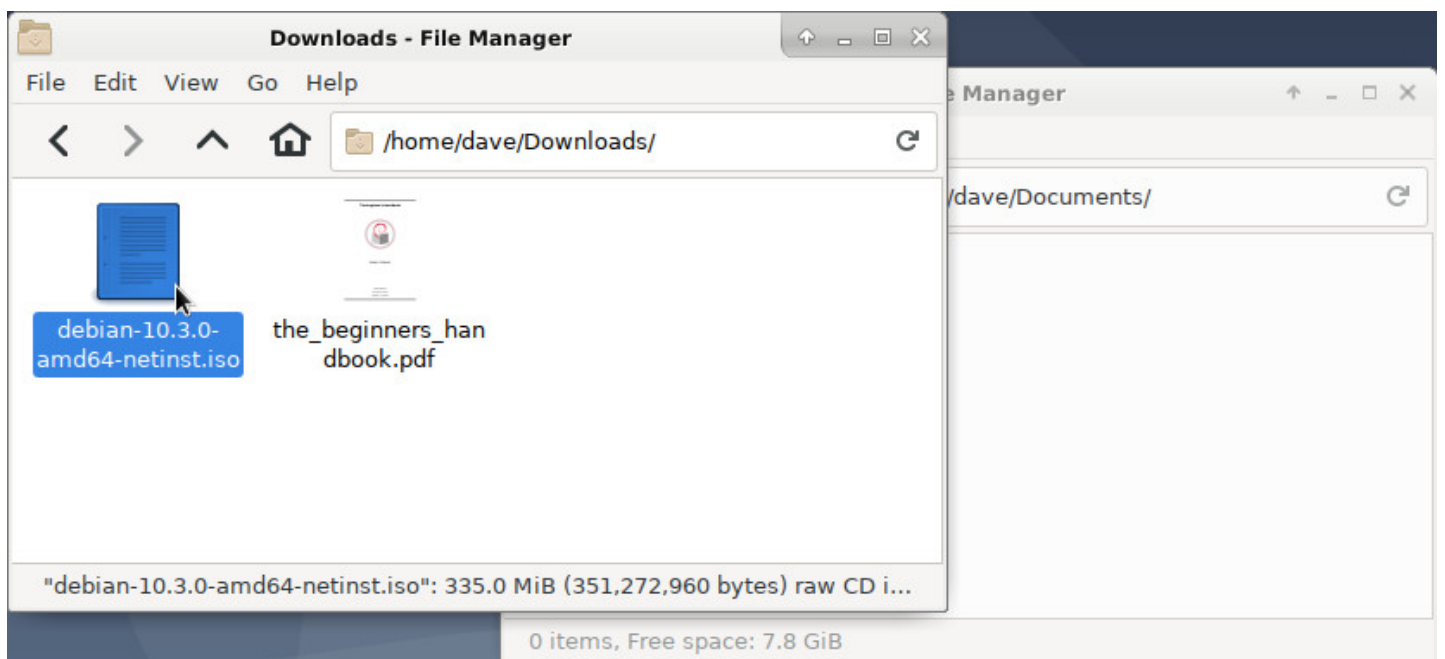 Downloads - File Manager
File Edit View Go Help
/home/dave/Downloads/
debian-10.3.0-
amd64-netinst.iso
the_beginners_han
dbook.pdf
"debian-10.3.0-amd64-netinst.iso": 335.0 MiB (351,272,960 bytes) raw CD i...
Manager
/dave/Documents/
0 items, Free space: 7.8 GiB